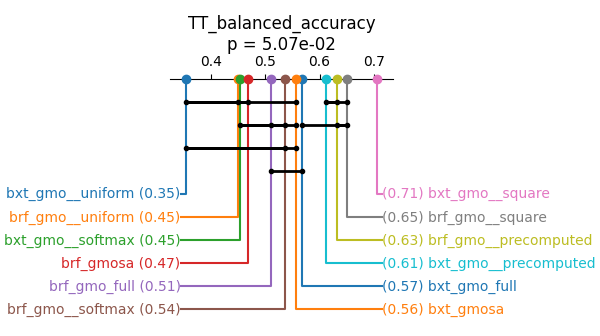 TT_balanced_accuracy
p = 5.07e-02
0.4 0.5 0.6 0.7
bxt_gmo__uniform (0.35) (0.71) bxt_gmo__square
brf_gmo__uniform (0.45) (0.65) brf_gmo__square
bxt_gmo__softmax (0.45) (0.63) brf_gmo__precomputed
brf_gmosa (0.47) (0.61) bxt_gmo__precomputed
brf_gmo_full (0.51) (0.57) bxt_gmo_full
brf_gmo__softmax (0.54) (0.56) bxt_gmosa